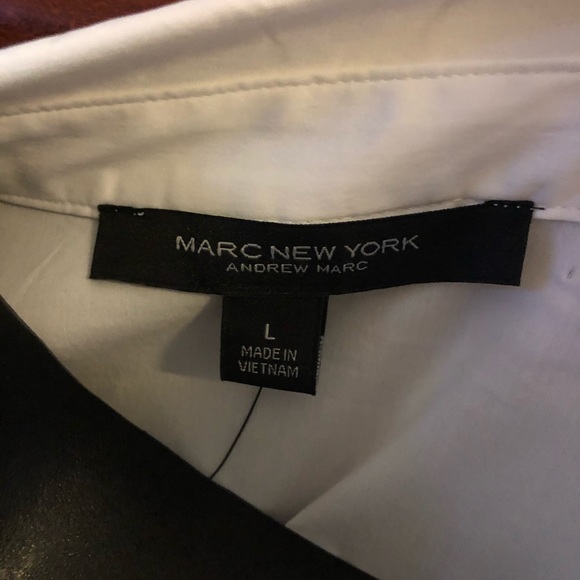 MARC NEW YORK
ANDREW MARC
L
MADE IN
VIETNAM